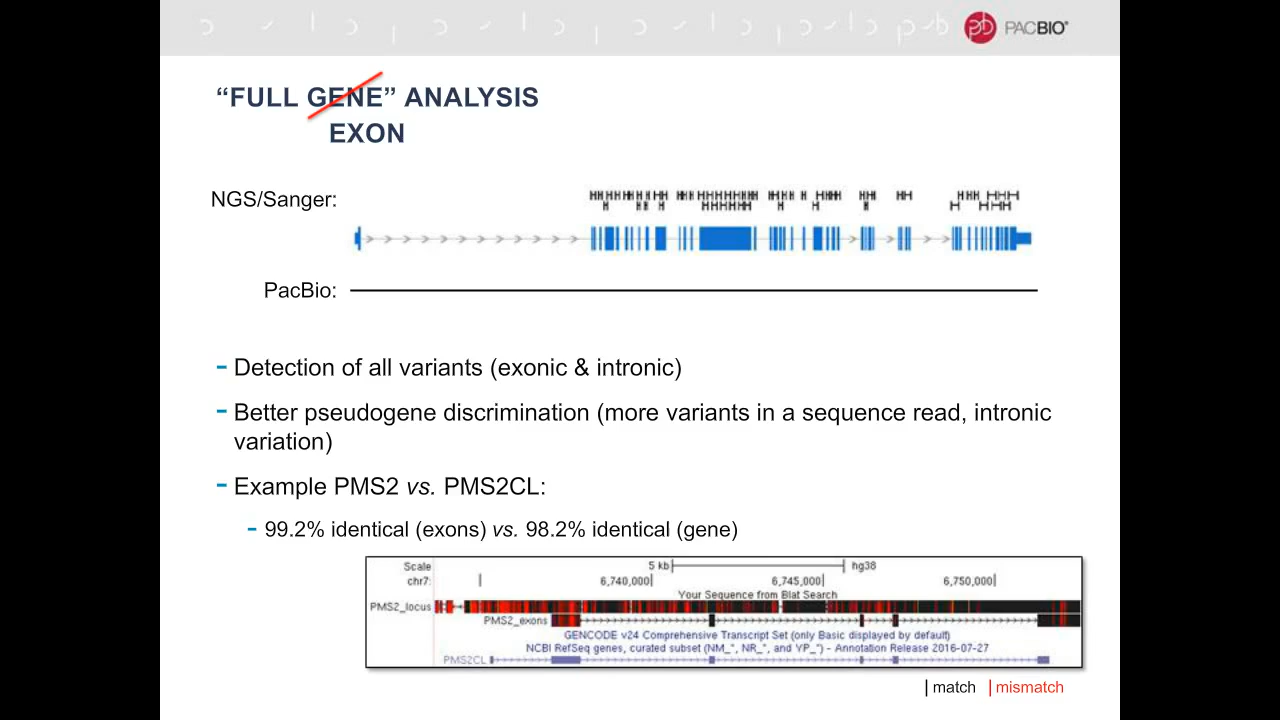 PACBIO®
“FULL GENE” ANALYSIS
EXON
NGS/Sanger:
PacBio:
Detection of all variants (exonic & intronic)
Better pseudogene discrimination (more variants in a sequence read, intronic
variation)
Example PMS2 vs. PMS2CL:
99.2% identical (exons) vs. 98.2% identical (gene)
Scale 5 kb hg38
chr7: 6,740,000 6,745,000 6,750,000
Your Sequence from Blat Search
PMS2_locus
PMS2_exons
GENCODE v24 Comprehensive Transcript Set (only Basic displayed by default)
NCBI RefSeq genes, curated subset (NM_*, NR_*, and YP_*) - Annotation Release 2016-07-27
PMS2CL
match mismatch